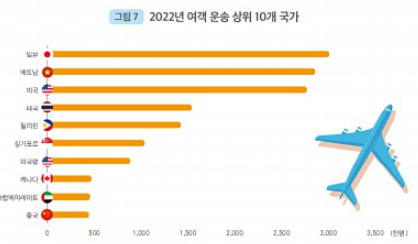 그림 7 2022년 여객 운송 상위 10개 국가
일본
베트남
미국
태국
필리핀
싱가포르
미국령
캐나다
랍에미레이트
중국
0 500 1,000 1,500 2,000 2,500 3,000 3,500 (천명)